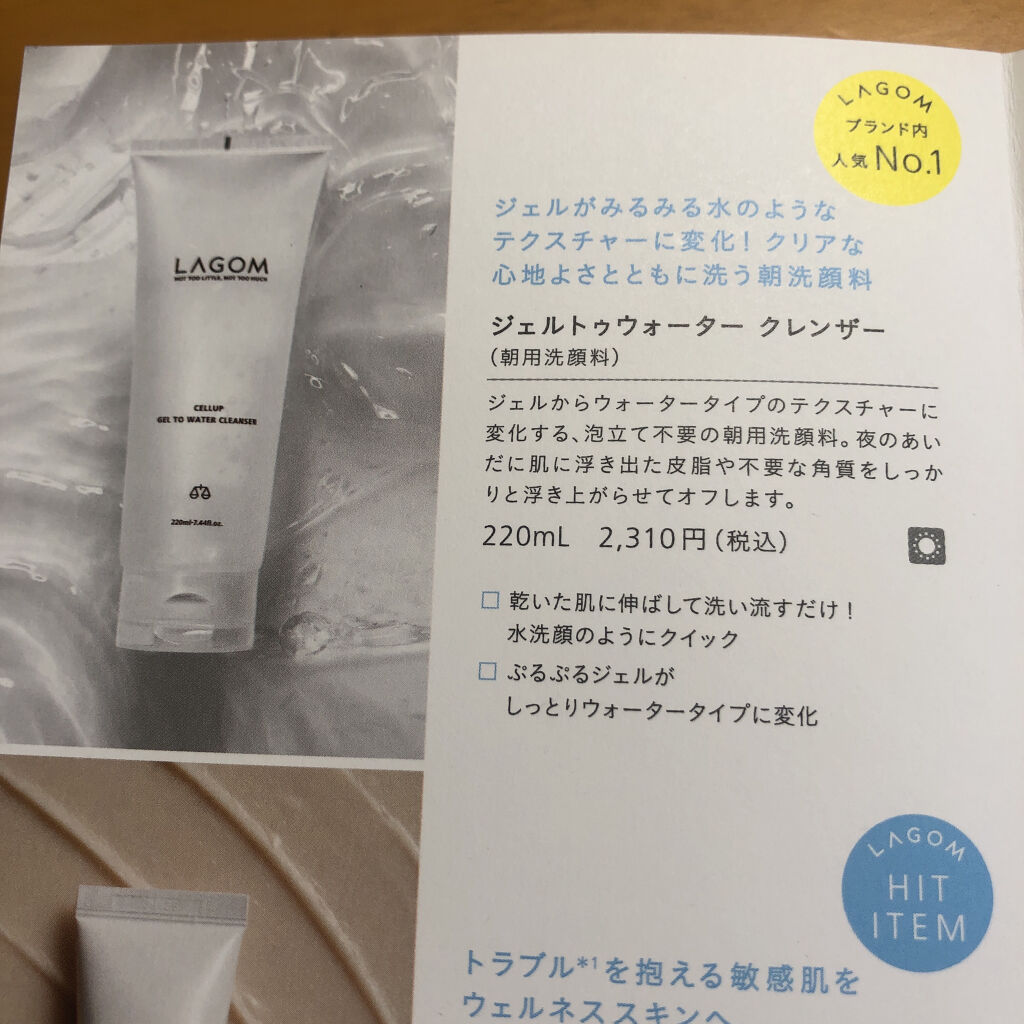 LAGOM
ブランド内
人気 No.1
ジェルがみるみる水のような
テクスチャーに変化！クリアな
心地よさとともに洗う朝洗顔料
ジェルトゥウォーター クレンザー
（朝用洗顔料）
ジェルからウォータータイプのテクスチャーに
変化する、泡立て不要の朝用洗顔料。夜のあい
だに肌に浮き出た皮脂や不要な角質をしっか
りと浮き上がらせてオフします。
220mL 2,310円（税込）
□ 乾いた肌に伸ばして洗い流すだけ！
水洗顔のようにクイック
□ ぷるぷるジェルが
しっとりウォータータイプに変化
LAGOM
NOT TOO LITTLE, NOT TOO MUCH
CELLUP
GEL TO WATER CLEANSER
220ml-7.44fl.oz.
LAGOM
HIT
ITEM
トラブル*1を抱える敏感肌を
ウェルネススキンへ